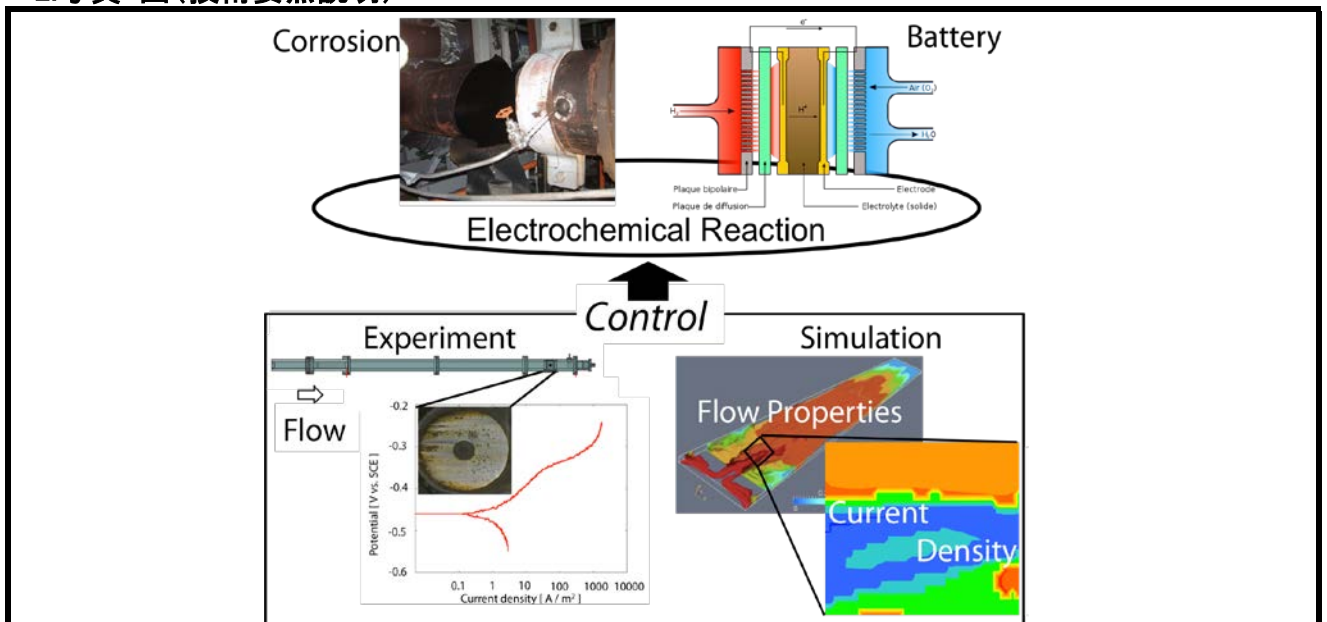 Corrosion
Battery
e⁻
H₂
H⁺
Air (O₂)
H₂O
Plaque bipolaire
Electrode
Plaque de diffusion
Electrolyte (solide)
Electrochemical Reaction
Control
Experiment
Simulation
Flow
-0.2
-0.3
-0.4
-0.5
-0.6
Potential [ V vs. SCE ]
0.1 1 10 100 1000 10000
Current density [ A / m² ]
Flow Properties
Current
Density